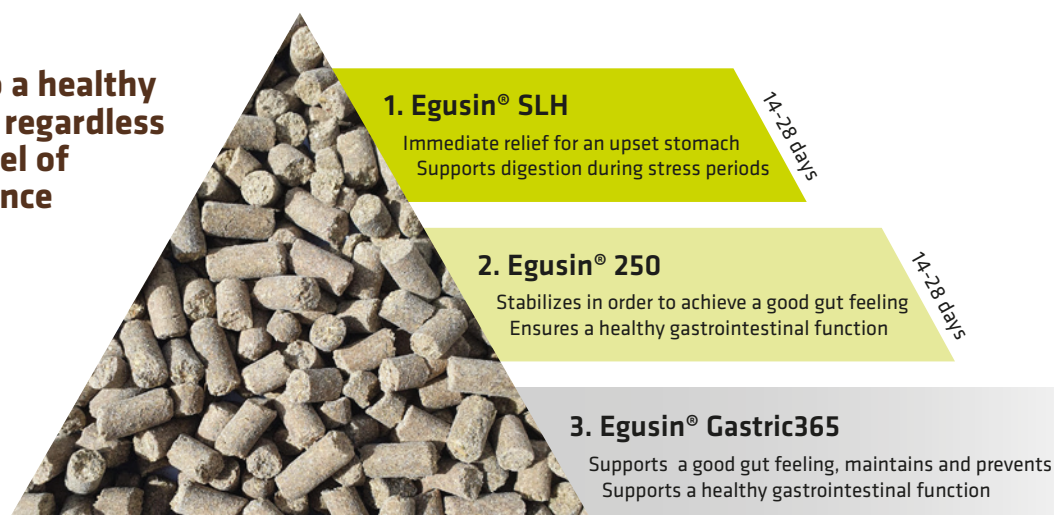 a healthy
regardless
of
1. Egusin® SLH
Immediate relief for an upset stomach
Supports digestion during stress periods
14-28 days
2. Egusin® 250
Stabilizes in order to achieve a good gut feeling
Ensures a healthy gastrointestinal function
14-28 days
3. Egusin® Gastric365
Supports a good gut feeling, maintains and prevents
Supports a healthy gastrointestinal function